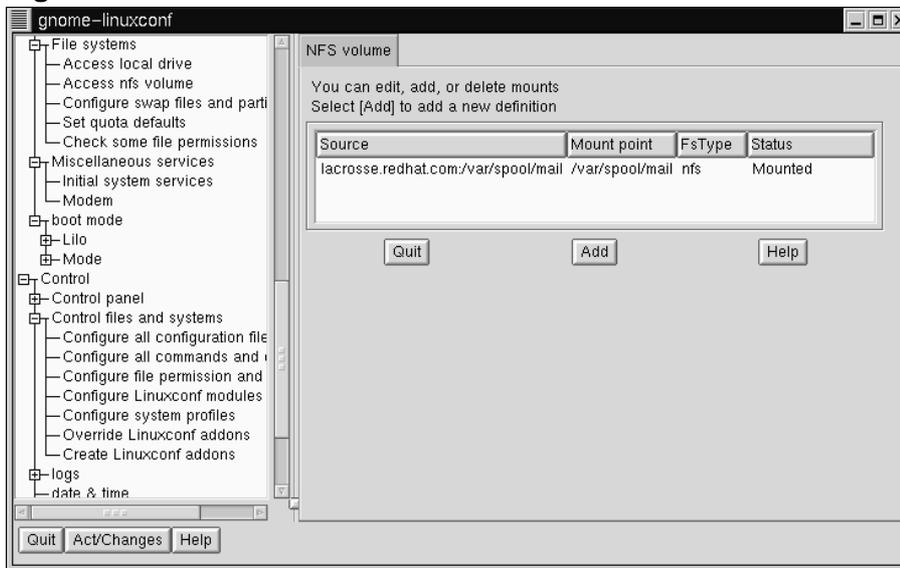 gnome-linuxconf
File systems
Access local drive
Access nfs volume
Configure swap files and parti
Set quota defaults
Check some file permissions
Miscellaneous services
Initial system services
Modem
boot mode
Lilo
Mode
Control
Control panel
Control files and systems
Configure all configuration file
Configure all commands and
Configure file permission and
Configure Linuxconf modules
Configure system profiles
Override Linuxconf addons
Create Linuxconf addons
logs
date & time
Quit Act/Changes Help
NFS volume
You can edit, add, or delete mounts
Select [Add] to add a new definition
Source Mount point FsType Status
lacrosse.redhat.com:/var/spool/mail /var/spool/mail nfs Mounted
Quit Add Help